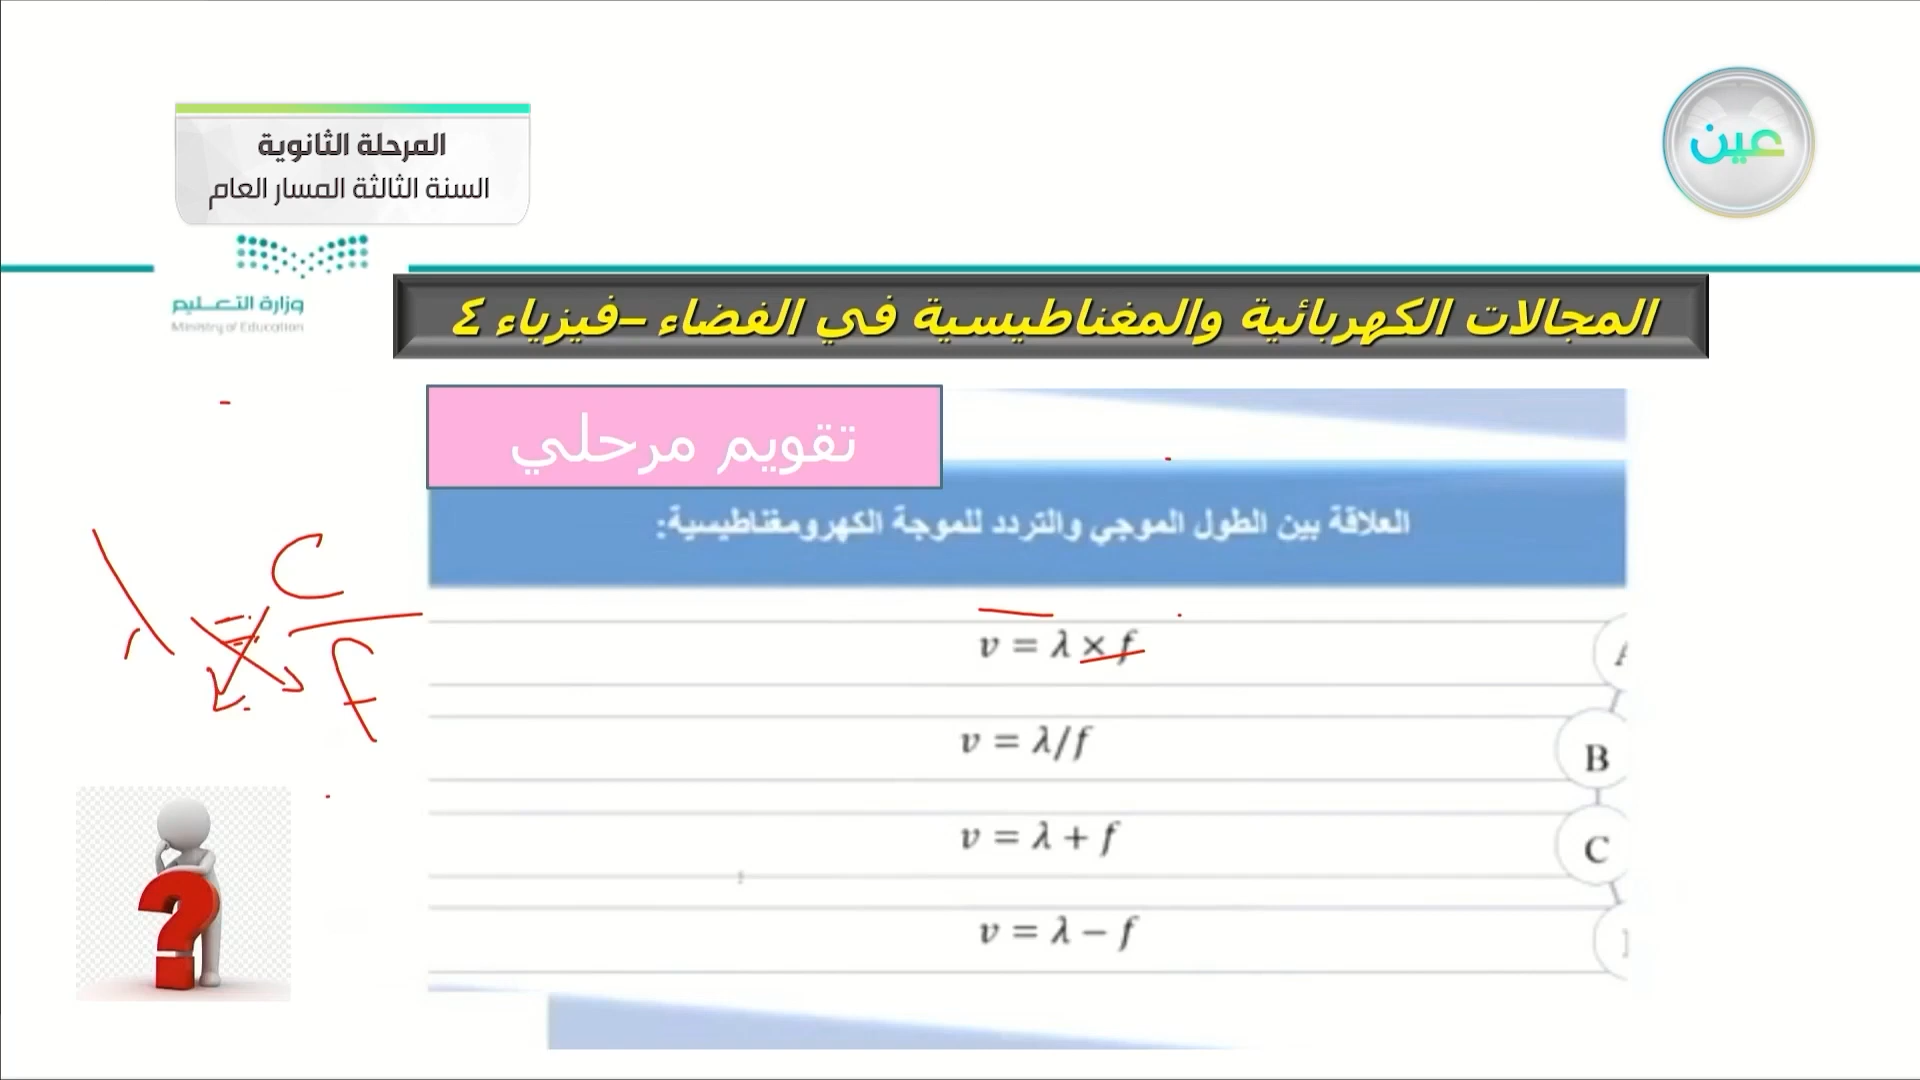 المرحلة الثانوية
السنة الثالثة المسار العام
عين
وزارة التعليم
Ministry of Education
المجالات الكهربائية والمغناطيسية في الفضاء –فيزياء ٤
تقويم مرحلي
العلاقة بين الطول الموجي والتردد للموجة الكهرومغناطيسية:
v = λ × f
B v = λ/f
C v = λ + f
v = λ − f
λ = C / f